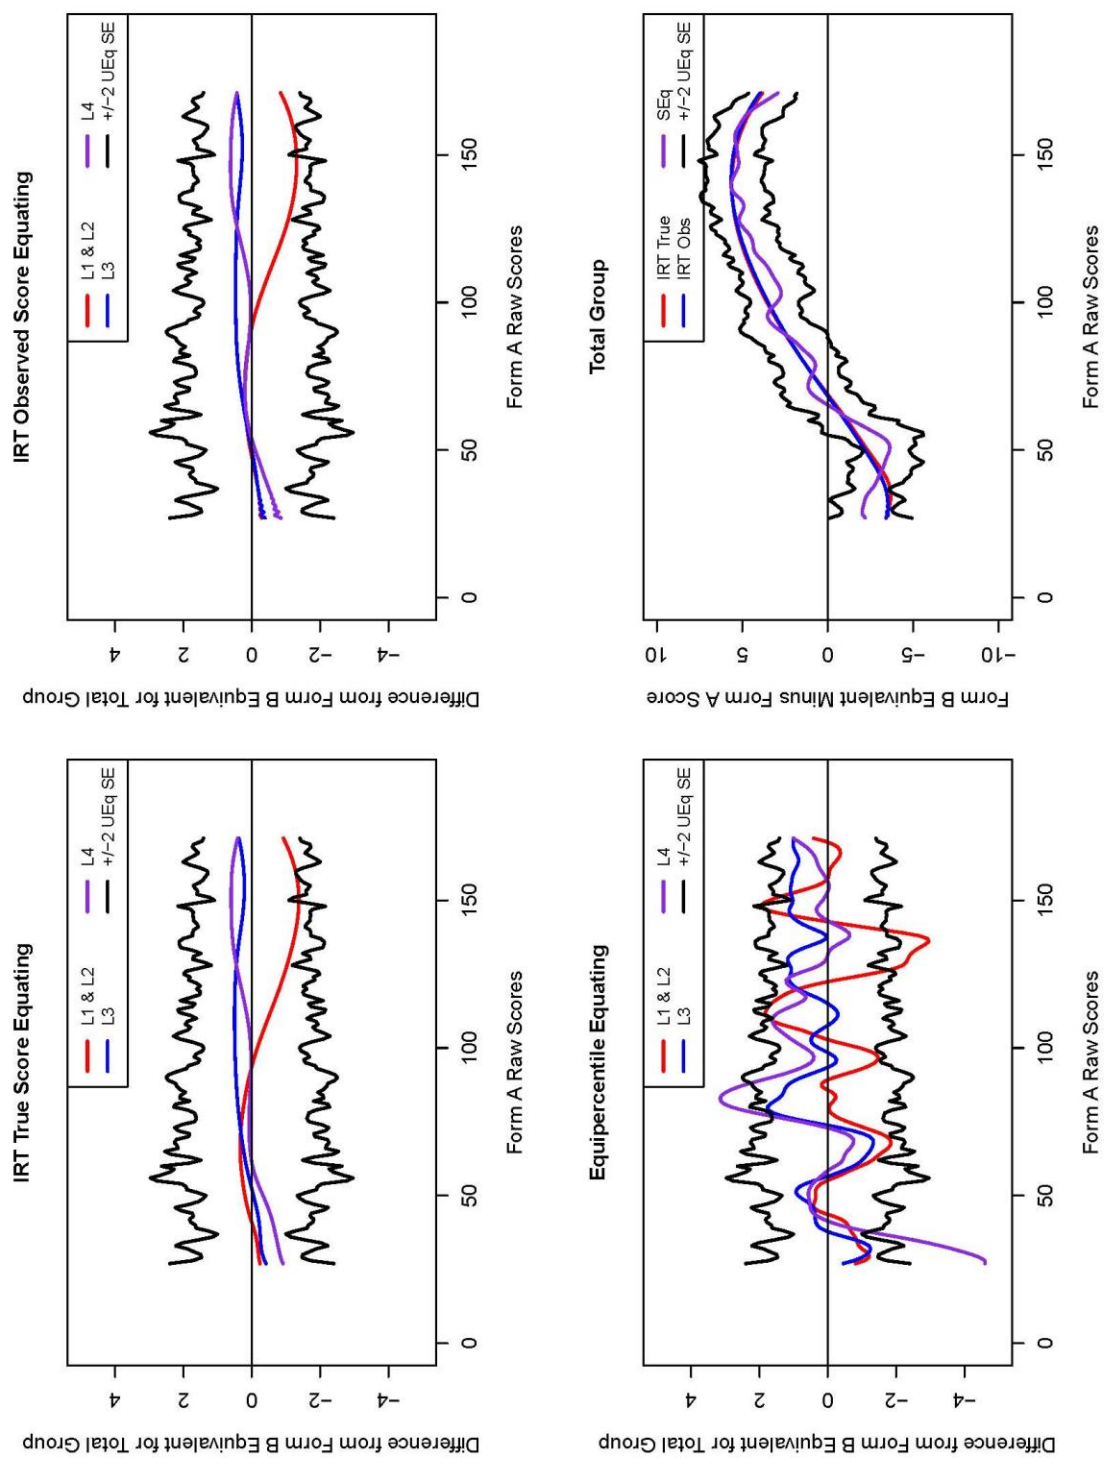 IRT True Score Equating
L1 & L2 L4
L3 +/−2 UEq SE
Difference from Form B Equivalent for Total Group
4
2
0
−2
−4
0 50 100 150
Form A Raw Scores
IRT Observed Score Equating
L1 & L2 L4
L3 +/−2 UEq SE
Difference from Form B Equivalent for Total Group
4
2
0
−2
−4
0 50 100 150
Form A Raw Scores
Equipercentile Equating
L1 & L2 L4
L3 +/−2 UEq SE
Difference from Form B Equivalent for Total Group
4
2
0
−2
−4
0 50 100 150
Form A Raw Scores
Total Group
IRT True SEq
IRT Obs +/−2 UEq SE
Form B Equivalent Minus Form A Score
10
5
0
−5
−10
0 50 100 150
Form A Raw Scores